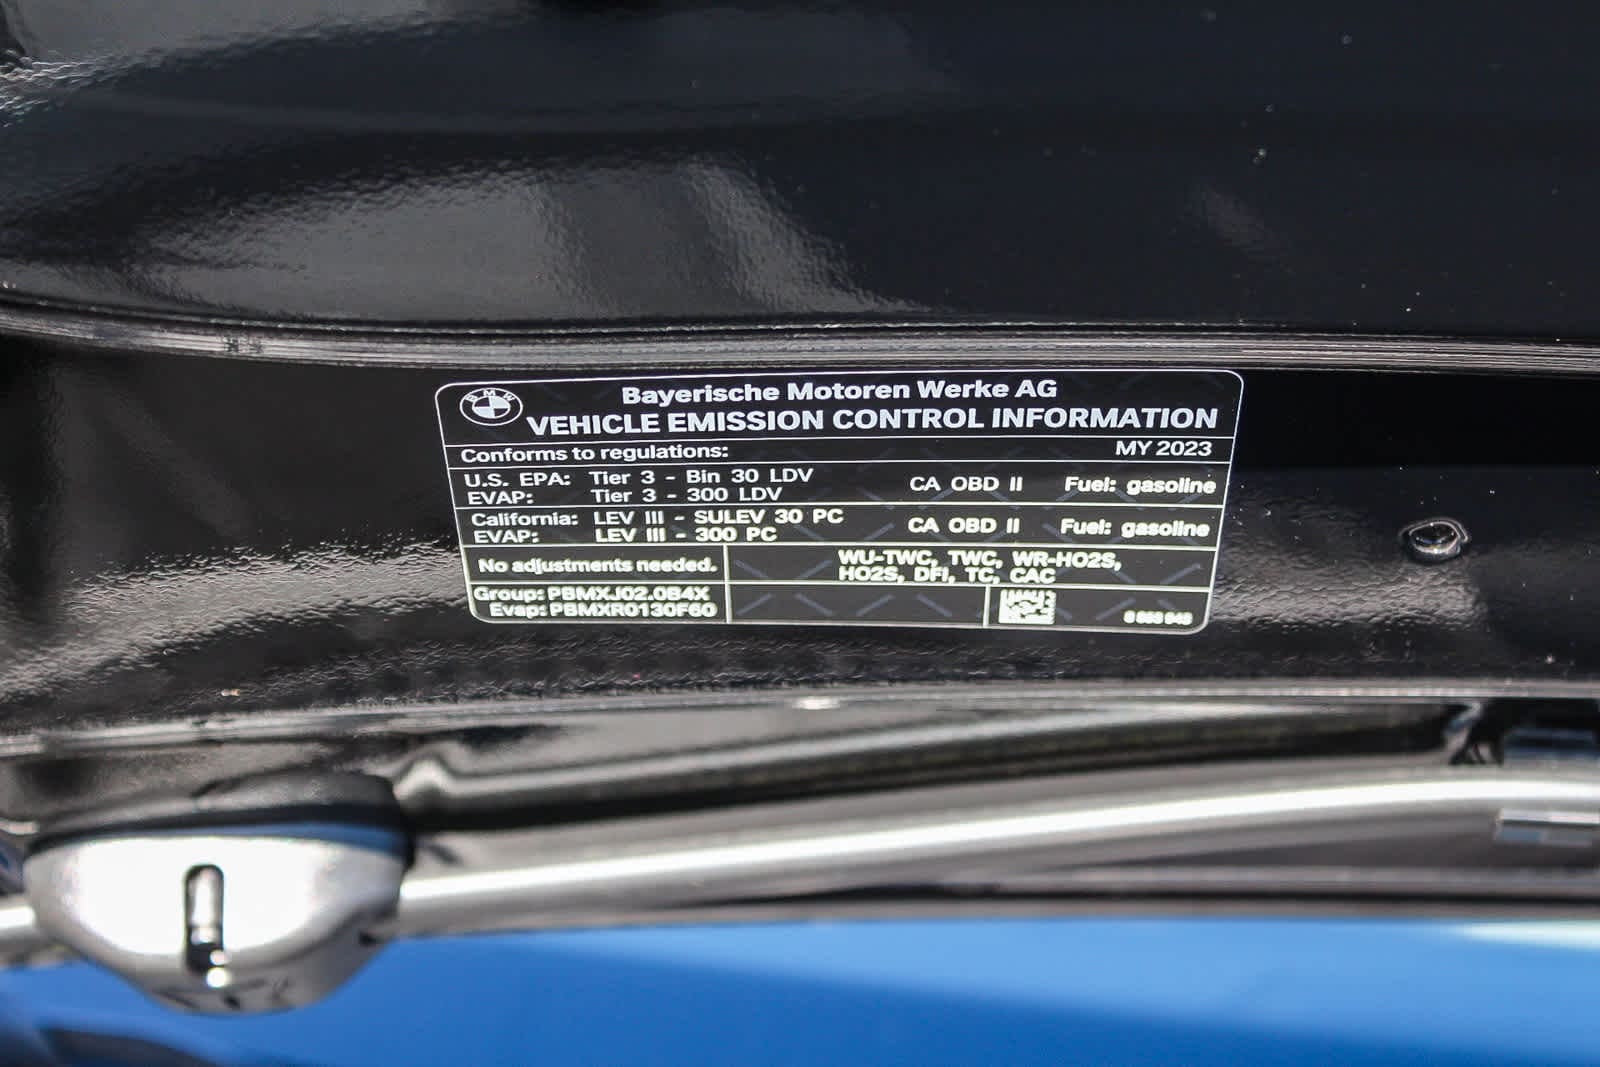 BMW
Bayerische Motoren Werke AG
VEHICLE EMISSION CONTROL INFORMATION
Conforms to regulations: MY 2023
U.S. EPA: Tier 3 - Bin 30 LDV CA OBD II Fuel: gasoline
EVAP: Tier 3 - 300 LDV
California: LEV III - SULEV 30 PC CA OBD II Fuel: gasoline
EVAP: LEV III - 300 PC
No adjustments needed. WU-TWC, TWC, WR-HO2S,
HO2S, DFI, TC, CAC
Group: PBMXJ02.0B4X
Evap: PBMXR0130F60